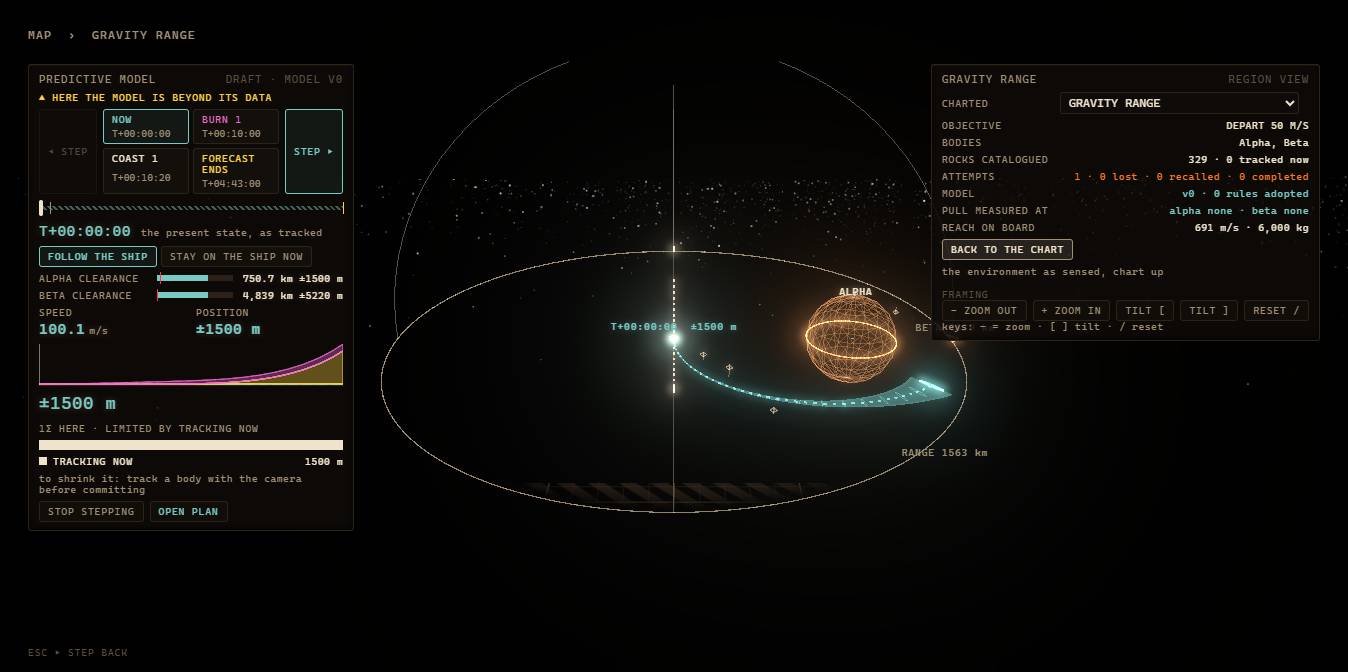 MAP › GRAVITY RANGE
PREDICTIVE MODEL DRAFT · MODEL V0
▲ HERE THE MODEL IS BEYOND ITS DATA
◂ STEP
NOW
T+00:00:00
BURN 1
T+00:10:00
COAST 1
T+00:10:20
FORECAST ENDS
T+04:43:00
STEP ▸
T+00:00:00 the present state, as tracked
FOLLOW THE SHIP STAY ON THE SHIP NOW
ALPHA CLEARANCE 750.7 km ±1500 m
BETA CLEARANCE 4,839 km ±5220 m
SPEED POSITION
100.1 m/s ±1500 m
±1500 m
1Σ HERE · LIMITED BY TRACKING NOW
TRACKING NOW 1500 m
to shrink it: track a body with the camera
before committing
STOP STEPPING OPEN PLAN
ESC ▸ STEP BACK
T+00:00:00 ±1500 m
ALPHA
RANGE 1563 km
GRAVITY RANGE REGION VIEW
CHARTED GRAVITY RANGE
OBJECTIVE DEPART 50 M/S
BODIES Alpha, Beta
ROCKS CATALOGUED 329 · 0 tracked now
ATTEMPTS 1 · 0 lost · 0 recalled · 0 completed
MODEL v0 · 0 rules adopted
PULL MEASURED AT alpha none · beta none
REACH ON BOARD 691 m/s · 6,000 kg
BACK TO THE CHART
the environment as sensed, chart up
FRAMING
− ZOOM OUT + ZOOM IN TILT [ TILT ] RESET /
keys: − = zoom · [ ] tilt · / reset